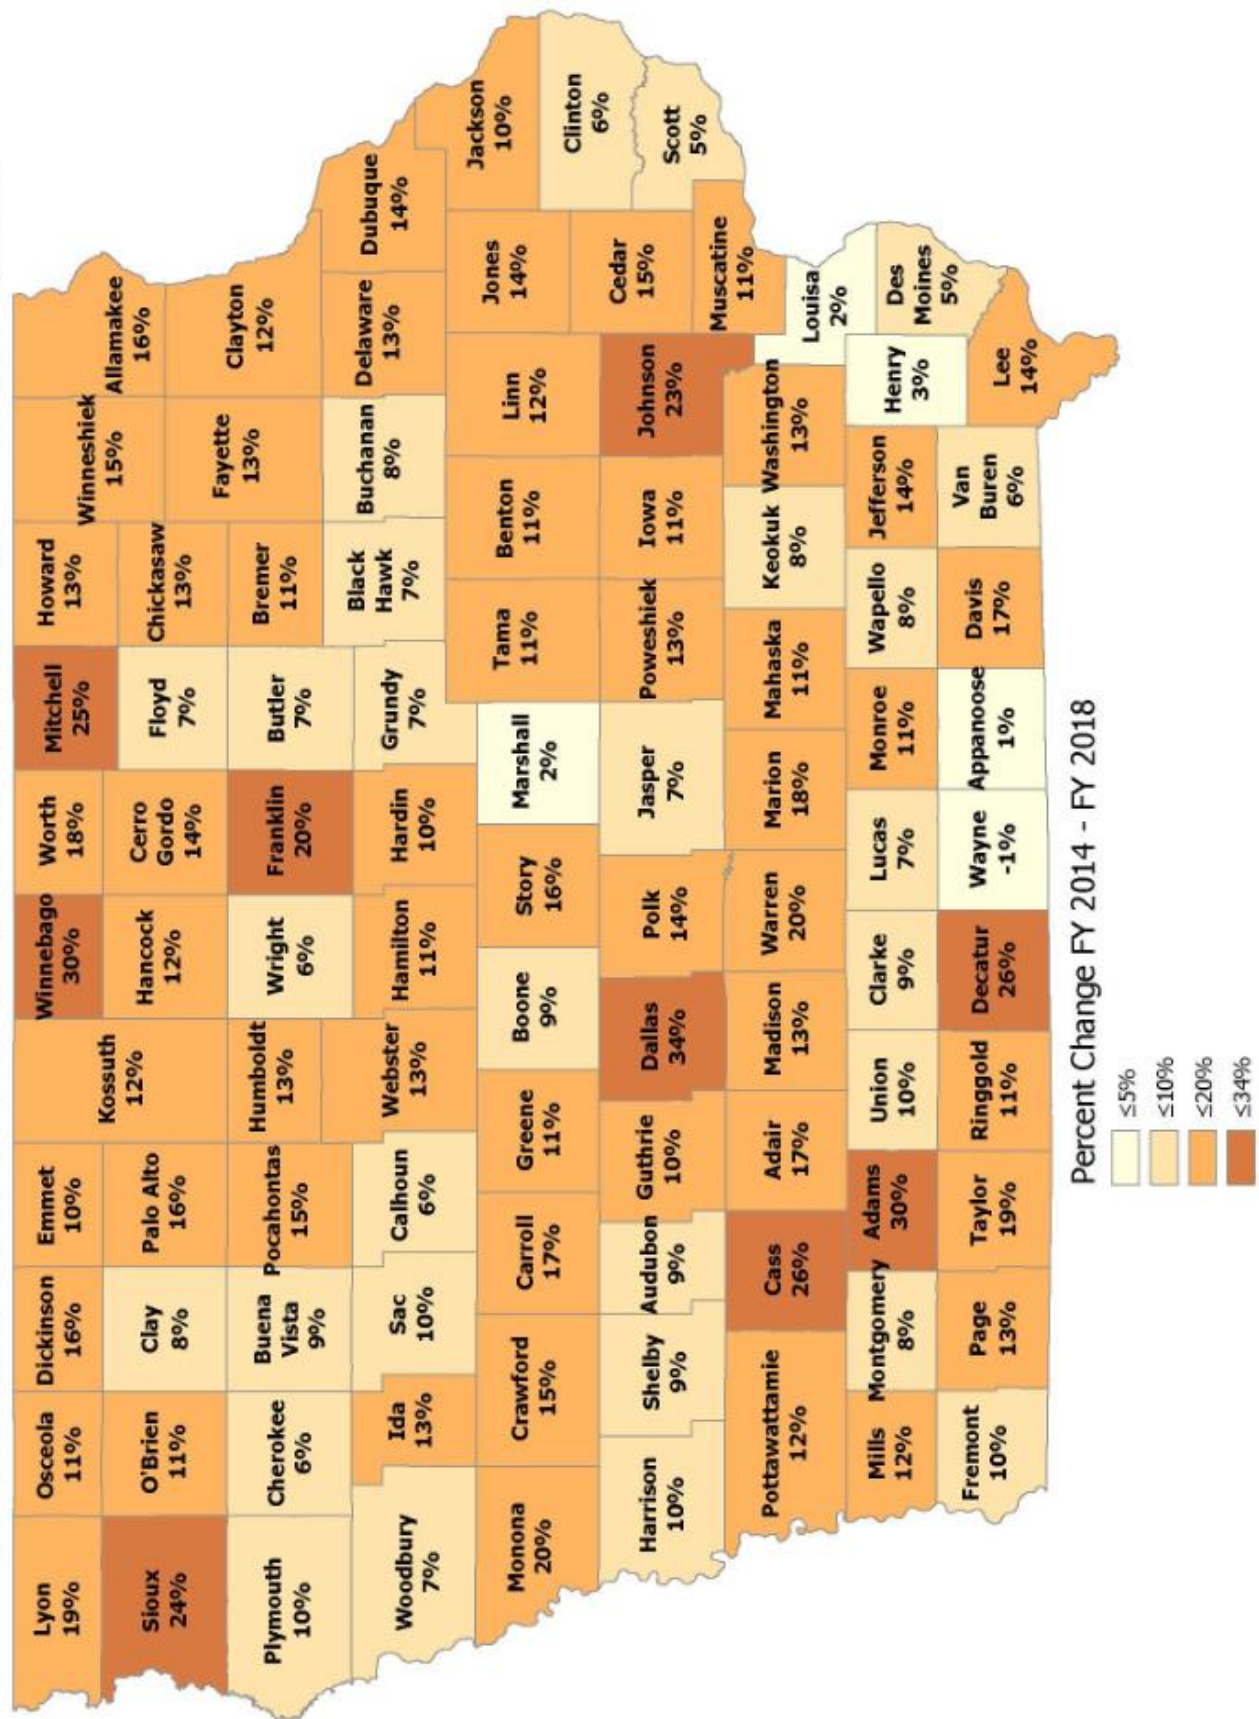 Lyon
19%
Osceola
11%
Dickinson
16%
Emmet
10%
Kossuth
12%
Winnebago
30%
Worth
18%
Mitchell
25%
Howard
13%
Winneshiek
15%
Allamakee
16%
Sioux
24%
O'Brien
11%
Clay
8%
Palo Alto
16%
Hancock
12%
Cerro
Gordo
14%
Floyd
7%
Chickasaw
13%
Fayette
13%
Clayton
12%
Plymouth
10%
Cherokee
6%
Buena
Vista
9%
Pocahontas
15%
Humboldt
13%
Wright
6%
Franklin
20%
Butler
7%
Bremer
11%
Black
Hawk
7%
Buchanan
8%
Delaware
13%
Dubuque
14%
Woodbury
7%
Ida
13%
Sac
10%
Calhoun
6%
Webster
13%
Hamilton
11%
Hardin
10%
Grundy
7%
Monona
20%
Crawford
15%
Carroll
17%
Greene
11%
Boone
9%
Story
16%
Marshall
2%
Tama
11%
Benton
11%
Linn
12%
Jones
14%
Jackson
10%
Clinton
6%
Harrison
10%
Shelby
9%
Audubon
9%
Guthrie
10%
Dallas
34%
Polk
14%
Jasper
7%
Poweshiek
13%
Iowa
11%
Johnson
23%
Cedar
15%
Scott
5%
Pottawattamie
12%
Cass
26%
Adair
17%
Madison
13%
Warren
20%
Marion
18%
Mahaska
11%
Keokuk
8%
Washington
13%
Muscatine
11%
Louisa
2%
Mills
12%
Montgomery
8%
Adams
30%
Union
10%
Clarke
9%
Lucas
7%
Monroe
11%
Wapello
8%
Jefferson
14%
Henry
3%
Des
Moines
5%
Fremont
10%
Page
13%
Taylor
19%
Ringgold
11%
Decatur
26%
Wayne
-1%
Appanoose
1%
Davis
17%
Van
Buren
6%
Lee
14%
Percent Change FY 2014 - FY 2018
≤5%
≤10%
≤20%
≤34%